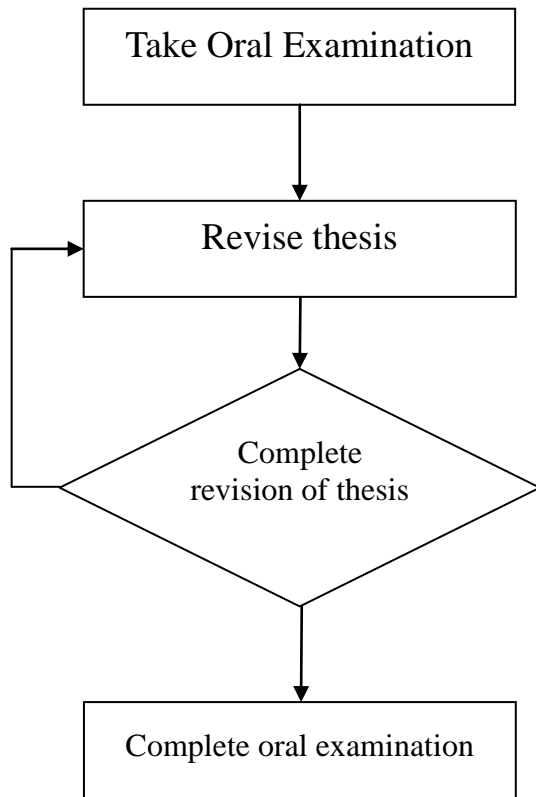 Take Oral Examination
Revise thesis
Complete
revision of thesis
Complete oral examination